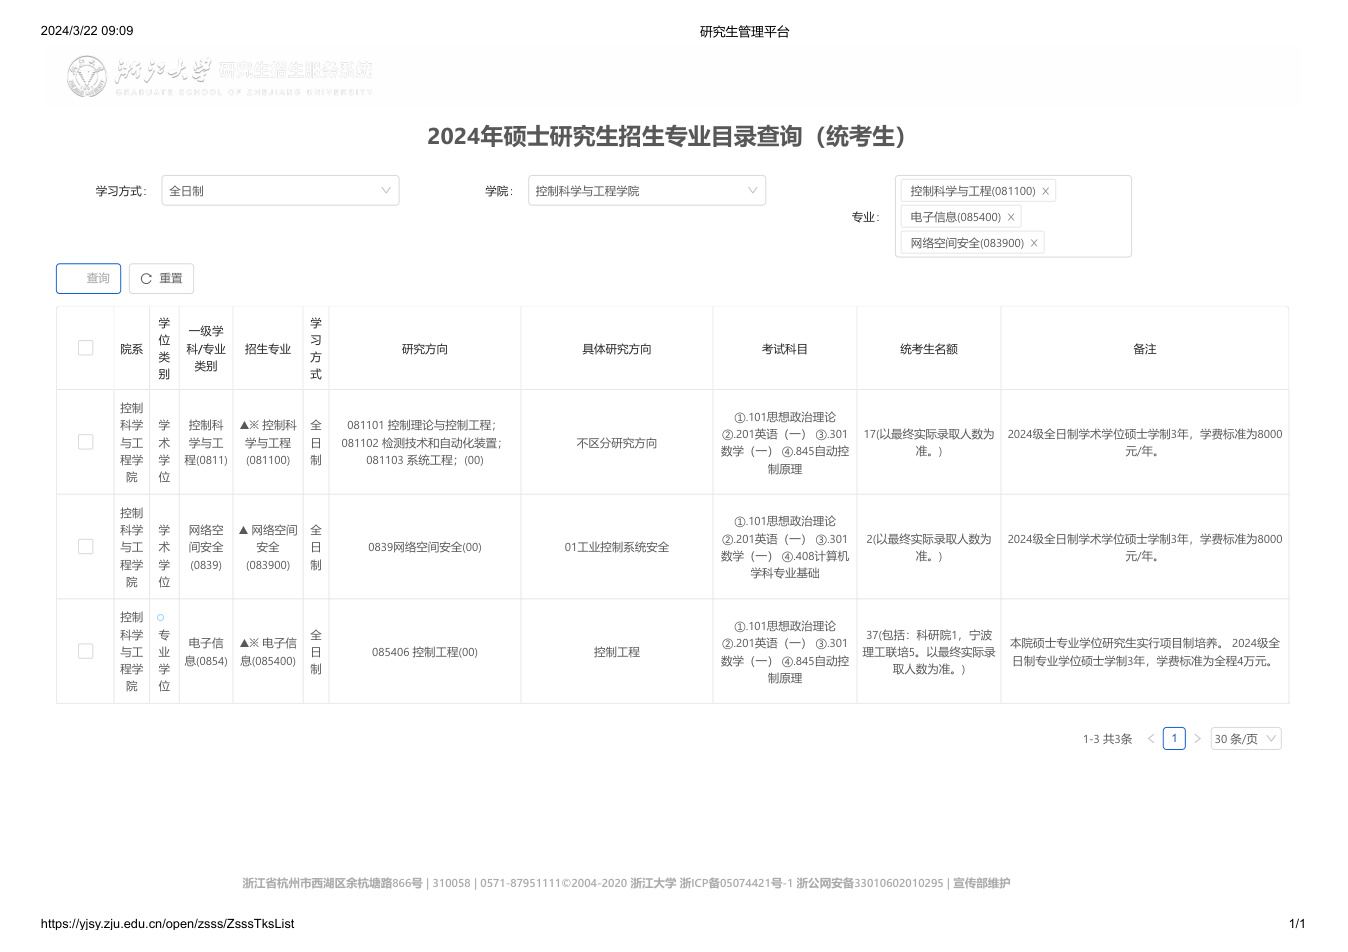 2024/3/22 09:09
研究生管理平台
浙江大学 研究生招生服务系统
GRADUATE SCHOOL OF ZHEJIANG UNIVERSITY
2024年硕士研究生招生专业目录查询（统考生）
学习方式：
全日制
学院：
控制科学与工程学院
专业：
控制科学与工程(081100) ×
电子信息(085400) ×
网络空间安全(083900) ×
查询
重置
院系
学
位
类
别
一级学
科/专业
类别
招生专业
学
习
方
式
研究方向
具体研究方向
考试科目
统考生名额
备注
控制
科学
与工
程学
院
学
术
学
位
控制科
学与工
程(0811)
▲※ 控制科
学与工程
(081100)
全
日
制
081101 控制理论与控制工程；
081102 检测技术和自动化装置；
081103 系统工程；(00)
不区分研究方向
①.101思想政治理论
②.201英语（一） ③.301
数学（一） ④.845自动控
制原理
17(以最终实际录取人数为
准。)
2024级全日制学术学位硕士学制3年，学费标准为8000
元/年。
控制
科学
与工
程学
院
学
术
学
位
网络空
间安全
(0839)
▲ 网络空间
安全
(083900)
全
日
制
0839网络空间安全(00)
01工业控制系统安全
①.101思想政治理论
②.201英语（一） ③.301
数学（一） ④.408计算机
学科专业基础
2(以最终实际录取人数为
准。)
2024级全日制学术学位硕士学制3年，学费标准为8000
元/年。
控制
科学
与工
程学
院
○
专
业
学
位
电子信
息(0854)
▲※ 电子信
息(085400)
全
日
制
085406 控制工程(00)
控制工程
①.101思想政治理论
②.201英语（一） ③.301
数学（一） ④.845自动控
制原理
37(包括：科研院1，宁波
理工联培5。以最终实际录
取人数为准。)
本院硕士专业学位研究生实行项目制培养。 2024级全
日制专业学位硕士学制3年，学费标准为全程4万元。
1-3 共3条 < 1 > 30 条/页
浙江省杭州市西湖区余杭塘路866号 | 310058 | 0571-87951111©2004-2020 浙江大学 浙ICP备05074421号-1 浙公网安备33010602010295 | 宣传部维护
https://yjsy.zju.edu.cn/open/zsss/ZsssTksList
1/1